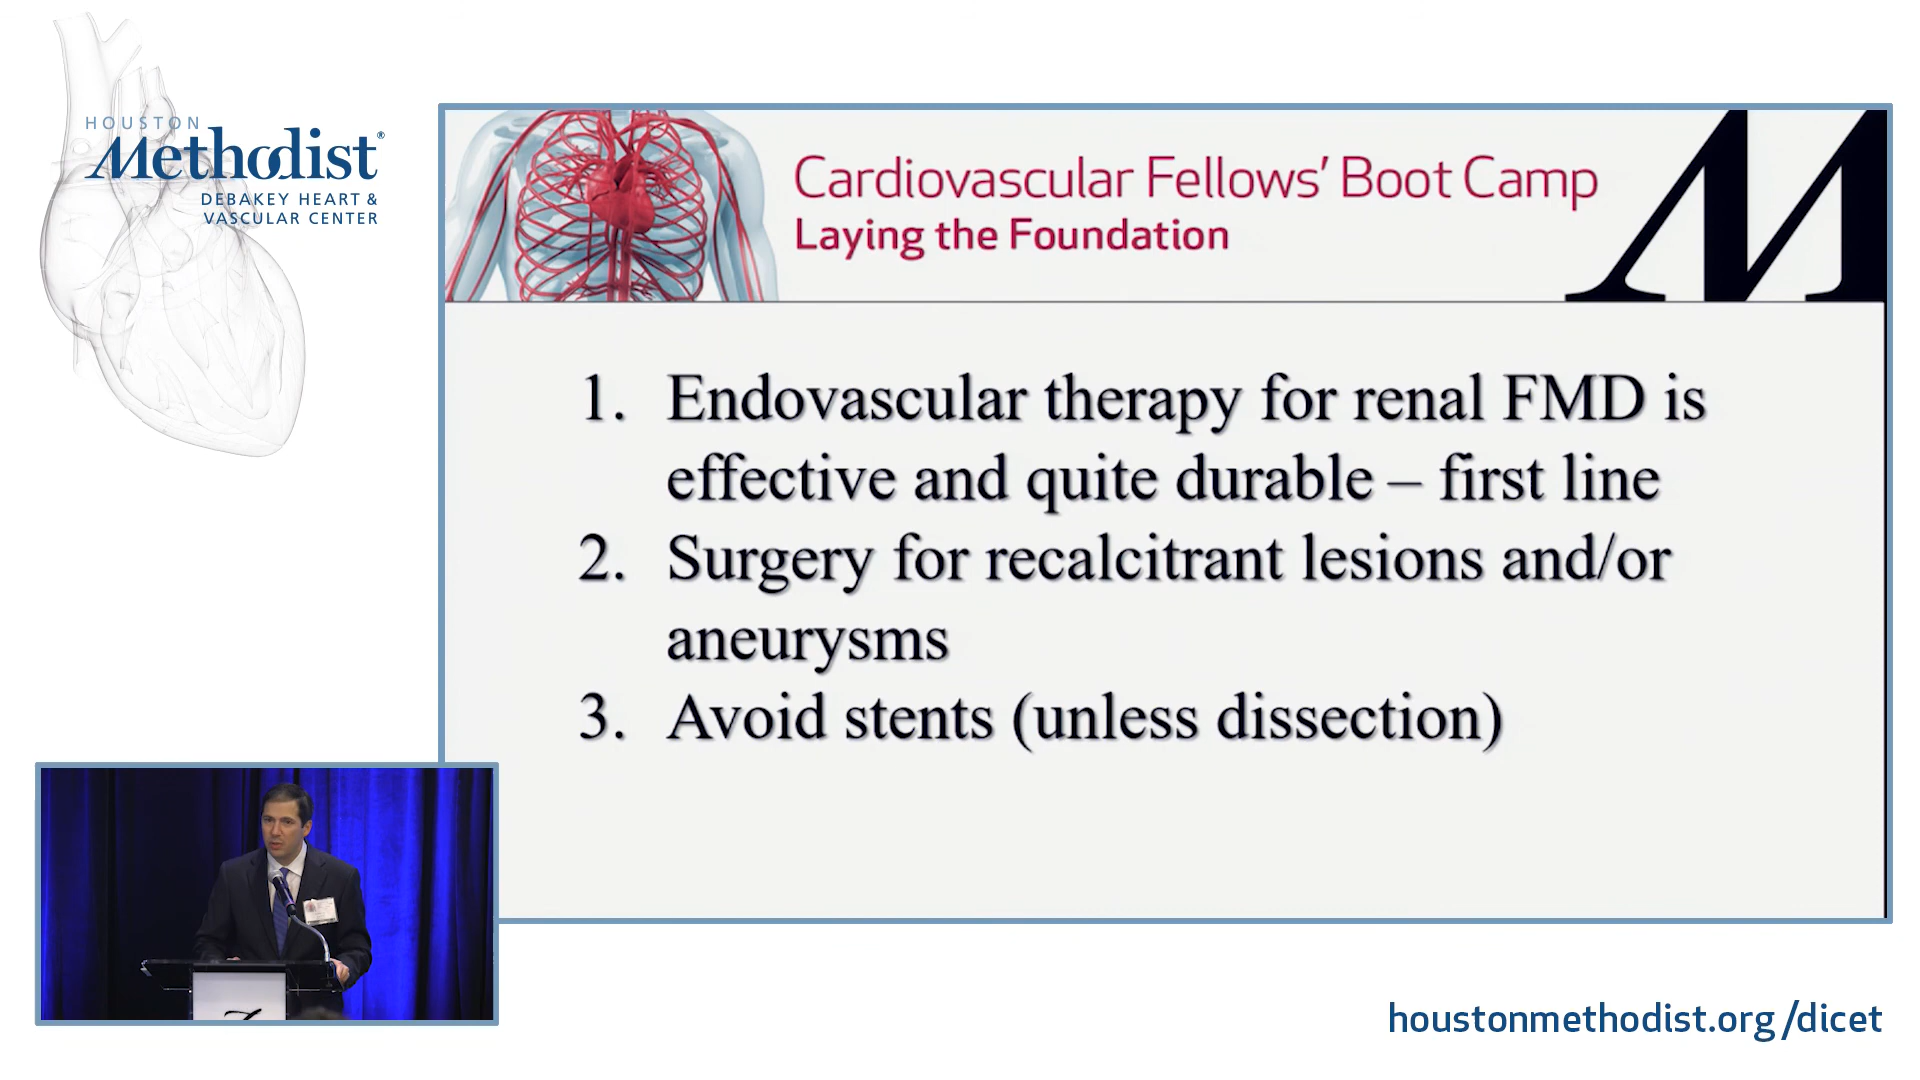 HOUSTON
Methodist®
DEBAKEY HEART &
VASCULAR CENTER
Cardiovascular Fellows’ Boot Camp
Laying the Foundation
M
1. Endovascular therapy for renal FMD is
effective and quite durable – first line
2. Surgery for recalcitrant lesions and/or
aneurysms
3. Avoid stents (unless dissection)
houstonmethodist.org/dicet